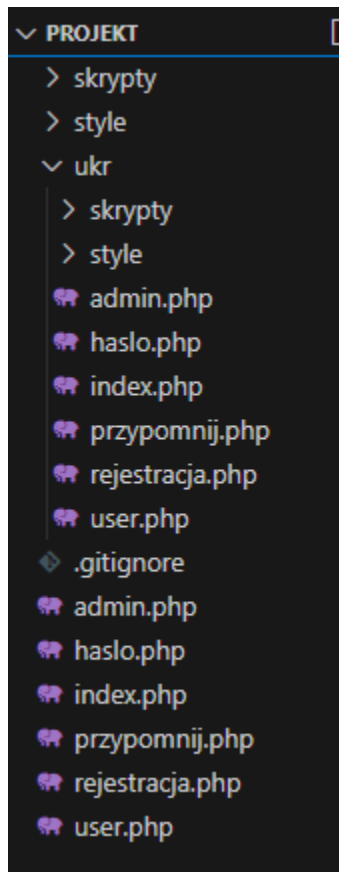 PROJEKT
skrypty
style
ukr
skrypty
style
admin.php
haslo.php
index.php
przypomnij.php
rejestracja.php
user.php
.gitignore
admin.php
haslo.php
index.php
przypomnij.php
rejestracja.php
user.php